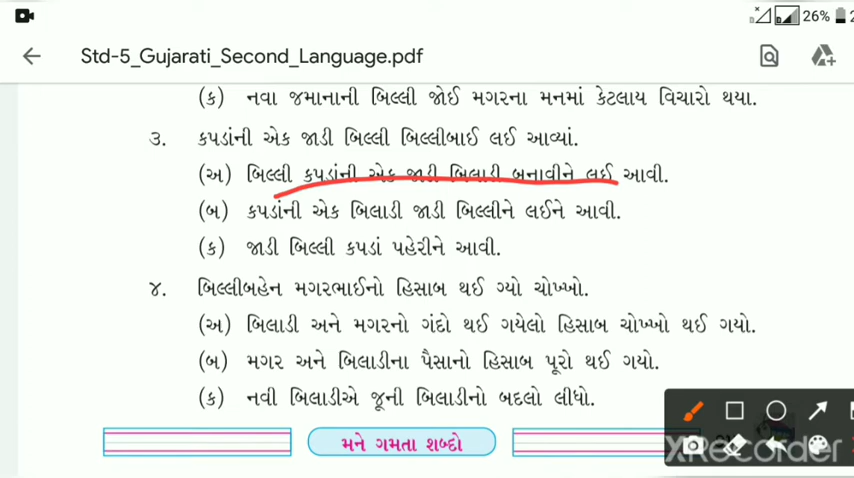 26%
Std-5_Gujarati_Second_Language.pdf
(ક) નવા જમાનાની બિલ્લી જોઈ મગરના મનમાં કેટલાય વિચારો થયા.
૩. કપડાંની એક જાડી બિલ્લી બિલ્લીબાઈ લઈ આવ્યાં.
(અ) બિલ્લી કપડાંની એક જાડી બિલાડી બનાવીને લઈ આવી.
(બ) કપડાંની એક બિલાડી જાડી બિલ્લીને લઈને આવી.
(ક) જાડી બિલ્લી કપડાં પહેરીને આવી.
૪. બિલ્લીબહેન મગરભાઈનો હિસાબ થઈ ગ્યો ચોખ્ખો.
(અ) બિલાડી અને મગરનો ગંદો થઈ ગયેલો હિસાબ ચોખ્ખો થઈ ગયો.
(બ) મગર અને બિલાડીના પૈસાનો હિસાબ પૂરો થઈ ગયો.
(ક) નવી બિલાડીએ જૂની બિલાડીનો બદલો લીધો.
મને ગમતા શબ્દો
XRecorder